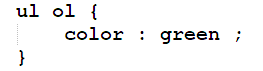 ul ol {
    color : green ;
}